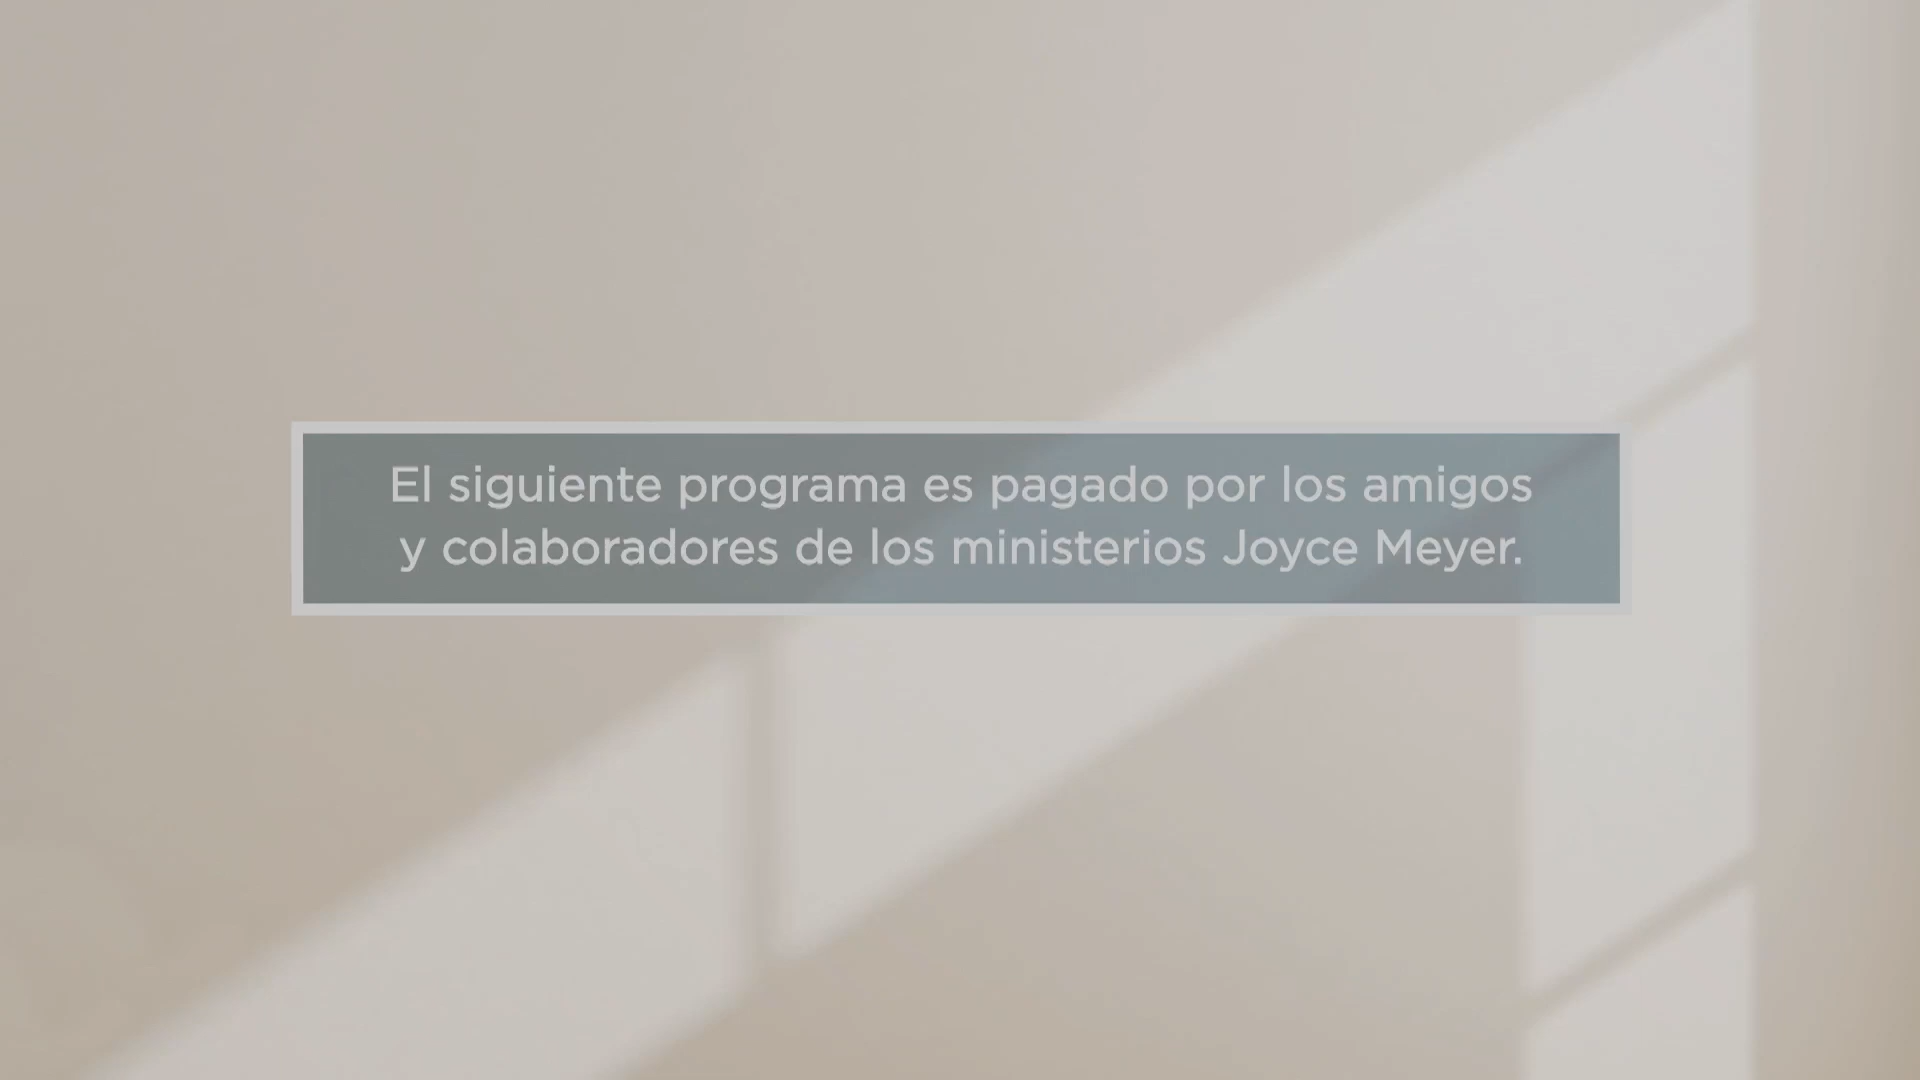 El siguiente programa es pagado por los amigos
y colaboradores de los ministerios Joyce Meyer.